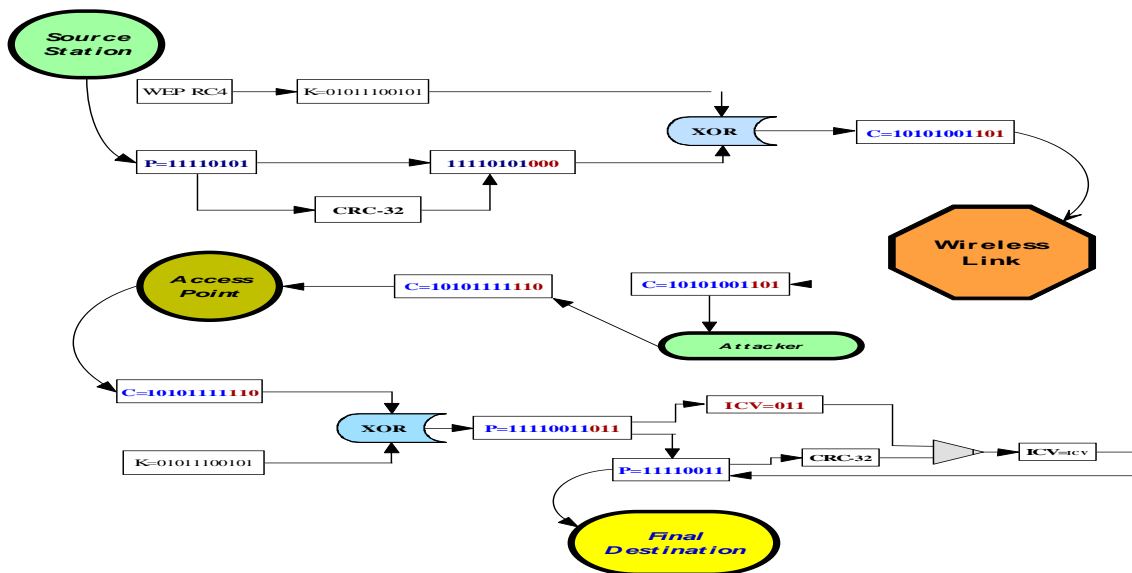 Source
Station
WEP RC4
K=01011100101
XOR
C=10101001101
P=11110101
11110101000
CRC-32
Wireless
Link
Access
Point
C=10101111110
C=10101001101
Attacker
C=10101111110
XOR
P=11110011011
ICV=011
K=01011100101
P=11110011
CRC-32
ICV=ICV
Final
Destination